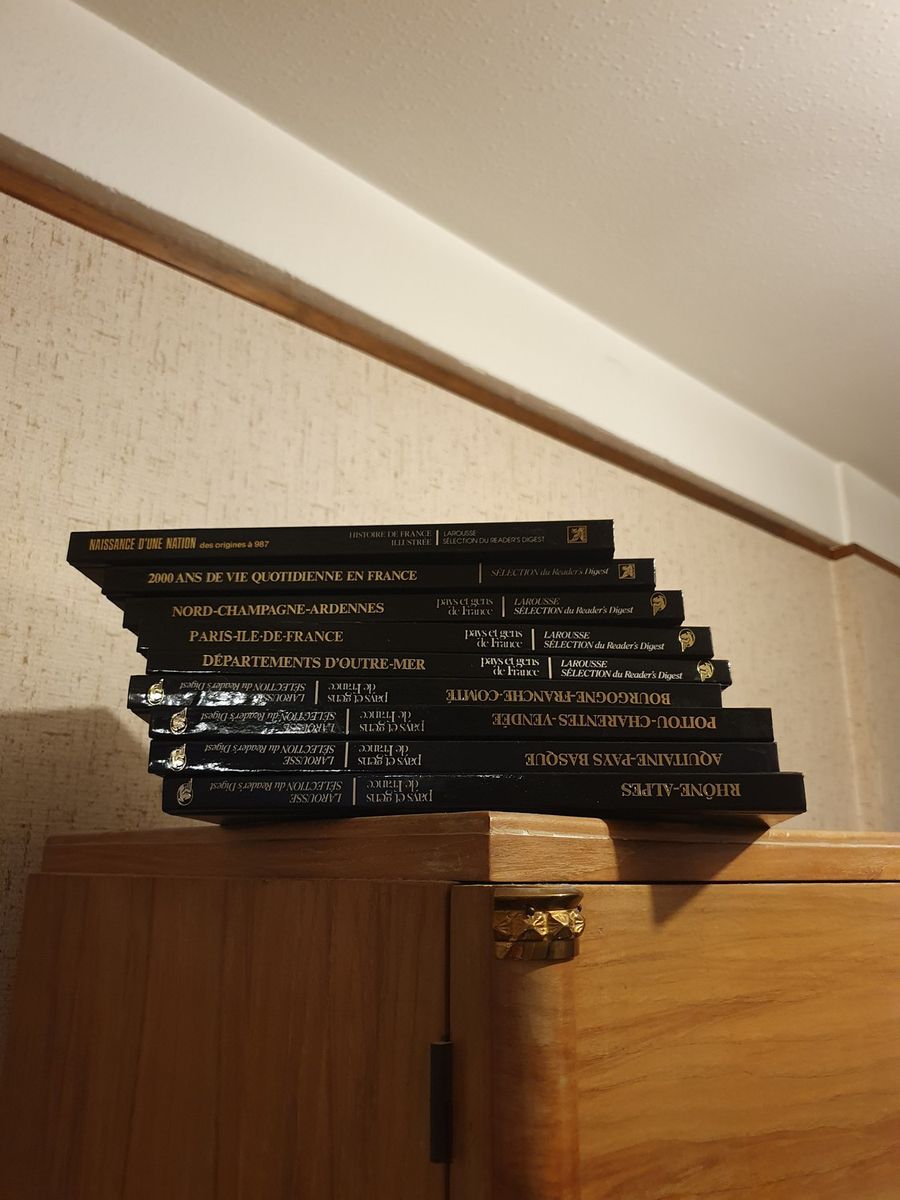 NAISSANCE D'UNE NATION des origines à 987
HISTOIRE DE FRANCE
ILLUSTRÉE
LAROUSSE
SÉLECTION DU READER'S DIGEST
2000 ANS DE VIE QUOTIDIENNE EN FRANCE
SÉLECTION du Reader's Digest
NORD-CHAMPAGNE-ARDENNES
pays et gens
de France
LAROUSSE
SÉLECTION du Reader's Digest
PARIS-ILE-DE-FRANCE
pays et gens
de France
LAROUSSE
SÉLECTION du Reader's Digest
DÉPARTEMENTS D'OUTRE-MER
pays et gens
de France
LAROUSSE
SÉLECTION du Reader's Digest
BOURGOGNE-FRANCHE-COMTÉ
pays et gens
de France
LAROUSSE
SÉLECTION du Reader's Digest
POITOU-CHARENTES-VENDÉE
pays et gens
de France
LAROUSSE
SÉLECTION du Reader's Digest
AQUITAINE-PAYS BASQUE
pays et gens
de France
LAROUSSE
SÉLECTION du Reader's Digest
RHÔNE-ALPES
pays et gens
de France
LAROUSSE
SÉLECTION du Reader's Digest